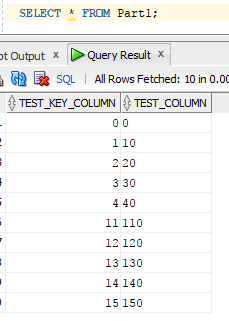 SELECT * FROM Part1;
Output × Query Result ×
SQL | All Rows Fetched: 10 in 0.00
TEST_KEY_COLUMN TEST_COLUMN
0 0
1 10
2 20
3 30
4 40
11 110
12 120
13 130
14 140
15 150